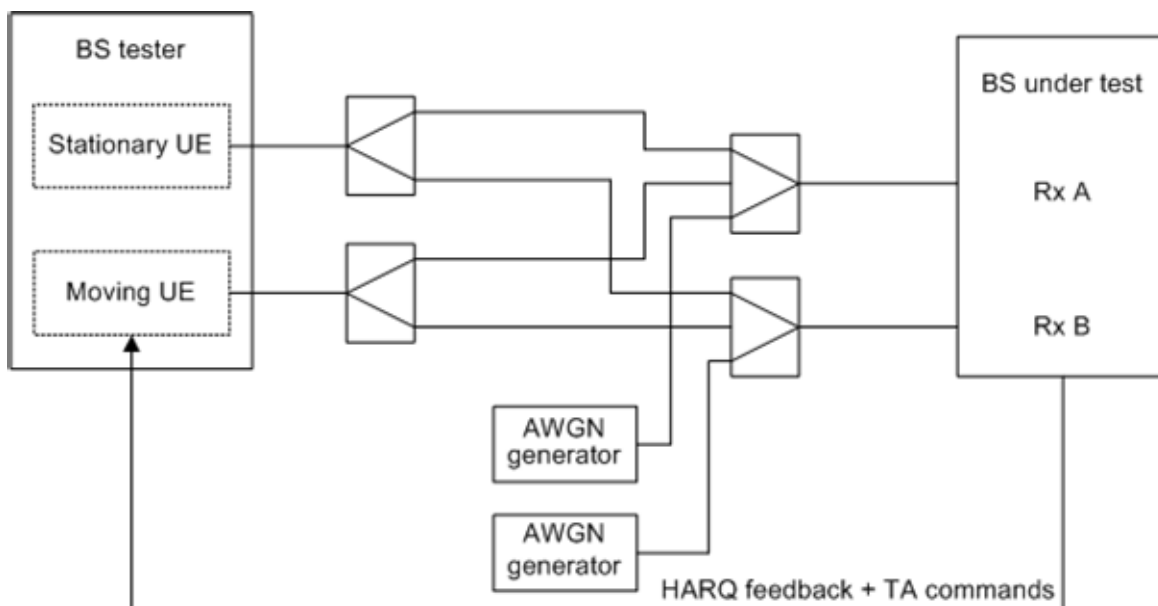 BS tester
Stationary UE
Moving UE
BS under test
Rx A
Rx B
AWGN
generator
AWGN
generator
HARQ feedback + TA commands